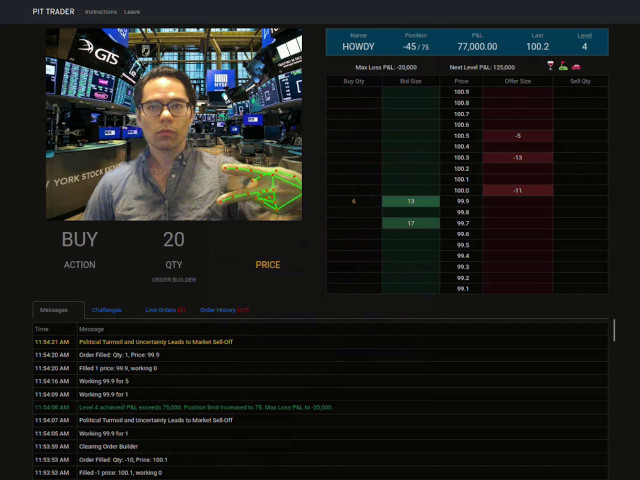 PIT TRADER Instructions Leave
GTS
NYSE
YORK STOCK
BUY 20
ACTION QTY PRICE
ORDER BUILDER
Name Position P&L Last Level
HOWDY -45 / 75 77,000.00 100.2 4
Max Loss P&L: -20,000 Next Level P&L: 125,000
Buy Qty Bid Size Price Offer Size Sell Qty
100.9
100.8
100.7
100.6
100.5 -5
100.4
100.3 -13
100.2
100.1
100.0 -11
6 13 99.9
99.8
17 99.7
99.6
99.5
99.4
99.3
99.2
99.1
Messages Challenges Live Orders Order History
Time Message
11:54:21 AM Political Turmoil and Uncertainty Leads to Market Sell-Off
11:54:20 AM Order Filled: Qty: 1, Price: 99.9
11:54:20 AM Filled 1 price: 99.9, working 0
11:54:16 AM Working 99.9 for 5
11:54:09 AM Working 99.9 for 1
11:54:08 AM Level 4 achieved! P&L exceeds 75,000. Position limit increased to 75. Max Loss P&L to -20,000.
11:54:07 AM Political Turmoil and Uncertainty Leads to Market Sell-Off
11:54:05 AM Working 99.9 for 1
11:53:59 AM Clearing Order Builder
11:53:53 AM Order Filled: Qty: -10, Price: 100.1
11:53:53 AM Filled -1 price: 100.1, working 0